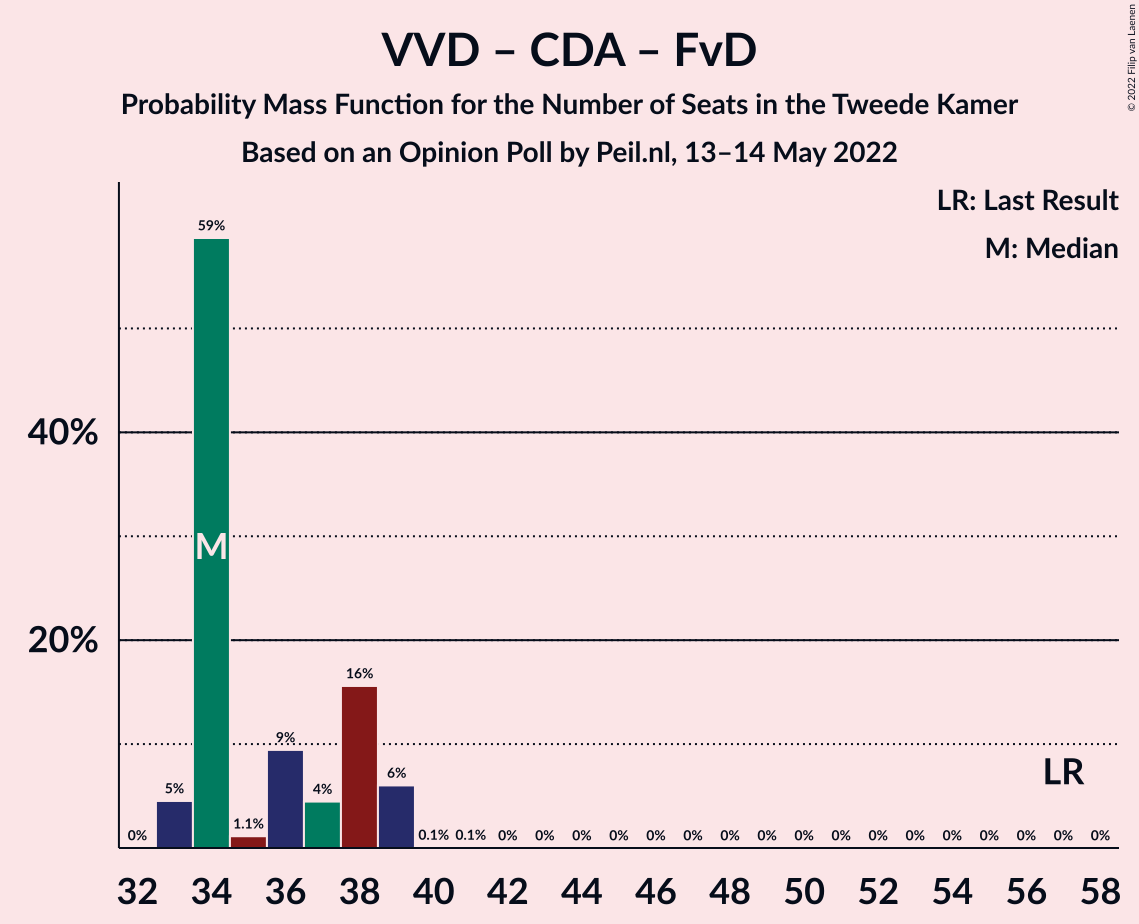 VVD – CDA – FvD
Probability Mass Function for the Number of Seats in the Tweede Kamer
Based on an Opinion Poll by Peil.nl, 13–14 May 2022
© 2022 Filip van Laenen
LR: Last Result
M: Median
40%
20%
0% 5% 59% 1.1% 9% 4% 16% 6% 0.1% 0.1% 0% 0% 0% 0% 0% 0% 0% 0% 0% 0% 0% 0% 0% 0% 0% 0% 0%
M
LR
32 34 36 38 40 42 44 46 48 50 52 54 56 58